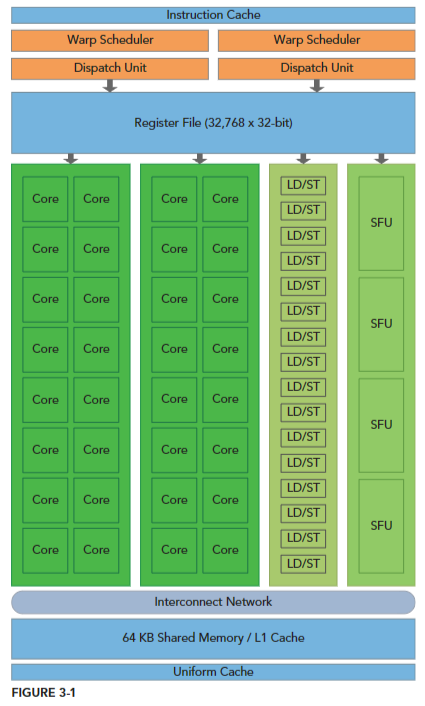 Instruction Cache
Warp Scheduler Warp Scheduler
Dispatch Unit Dispatch Unit
Register File (32,768 x 32-bit)
Core Core Core Core LD/ST
LD/ST
SFU
Core Core Core Core LD/ST
LD/ST
Core Core Core Core LD/ST
LD/ST
SFU
Core Core Core Core LD/ST
LD/ST
Core Core Core Core LD/ST
LD/ST
SFU
Core Core Core Core LD/ST
LD/ST
Core Core Core Core LD/ST
LD/ST
SFU
Core Core Core Core LD/ST
LD/ST
Interconnect Network
64 KB Shared Memory / L1 Cache
Uniform Cache
FIGURE 3-1